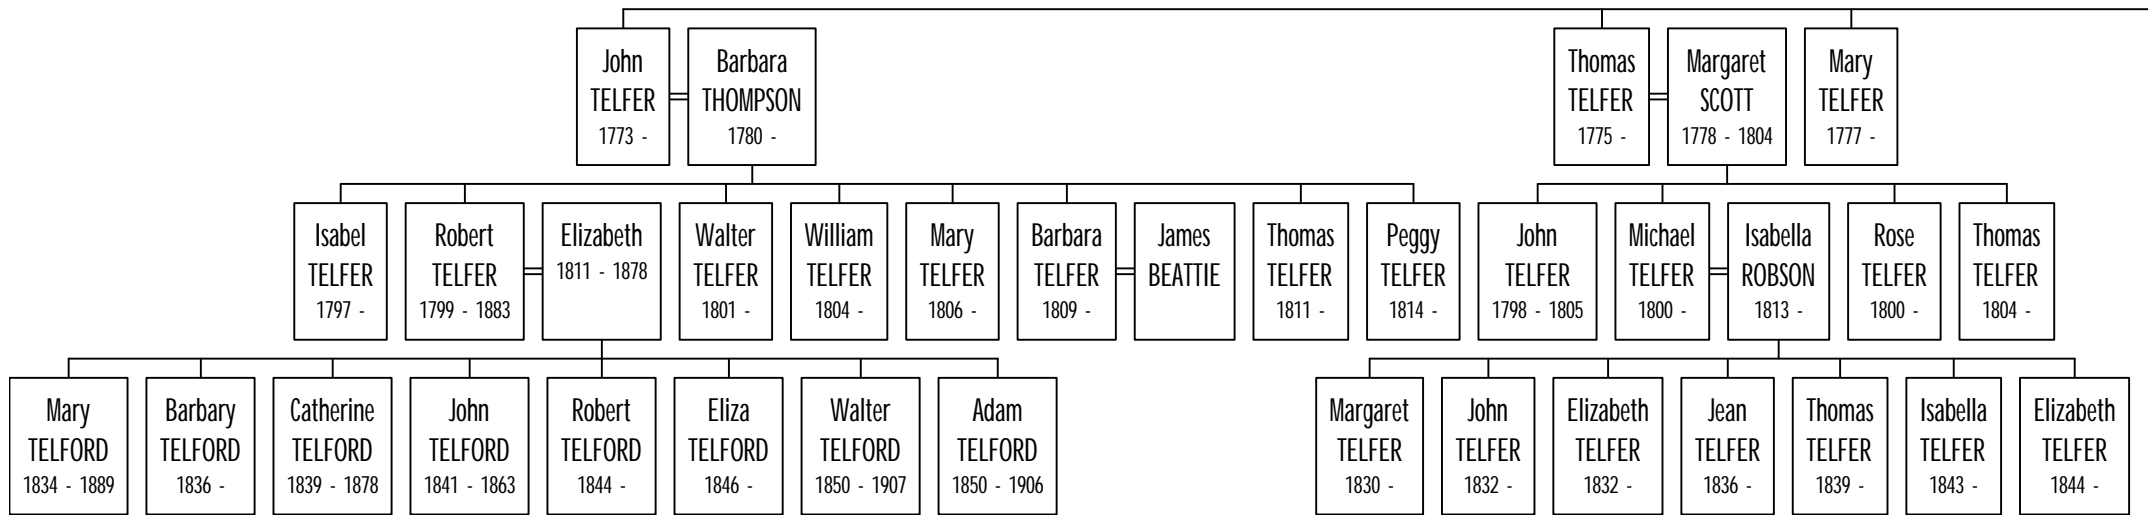 John
TELFER
1773 -
Barbara
THOMPSON
1780 -
Thomas
TELFER
1775 -
Margaret
SCOTT
1778 - 1804
Mary
TELFER
1777 -
Isabel
TELFER
1797 -
Robert
TELFER
1799 - 1883
Elizabeth
1811 - 1878
Walter
TELFER
1801 -
William
TELFER
1804 -
Mary
TELFER
1806 -
Barbara
TELFER
1809 -
James
BEATTIE
Thomas
TELFER
1811 -
Peggy
TELFER
1814 -
John
TELFER
1798 - 1805
Michael
TELFER
1800 -
Isabella
ROBSON
1813 -
Rose
TELFER
1800 -
Thomas
TELFER
1804 -
Mary
TELFORD
1834 - 1889
Barbary
TELFORD
1836 -
Catherine
TELFORD
1839 - 1878
John
TELFORD
1841 - 1863
Robert
TELFORD
1844 -
Eliza
TELFORD
1846 -
Walter
TELFORD
1850 - 1907
Adam
TELFORD
1850 - 1906
Margaret
TELFER
1830 -
John
TELFER
1832 -
Elizabeth
TELFER
1832 -
Jean
TELFER
1836 -
Thomas
TELFER
1839 -
Isabella
TELFER
1843 -
Elizabeth
TELFER
1844 -